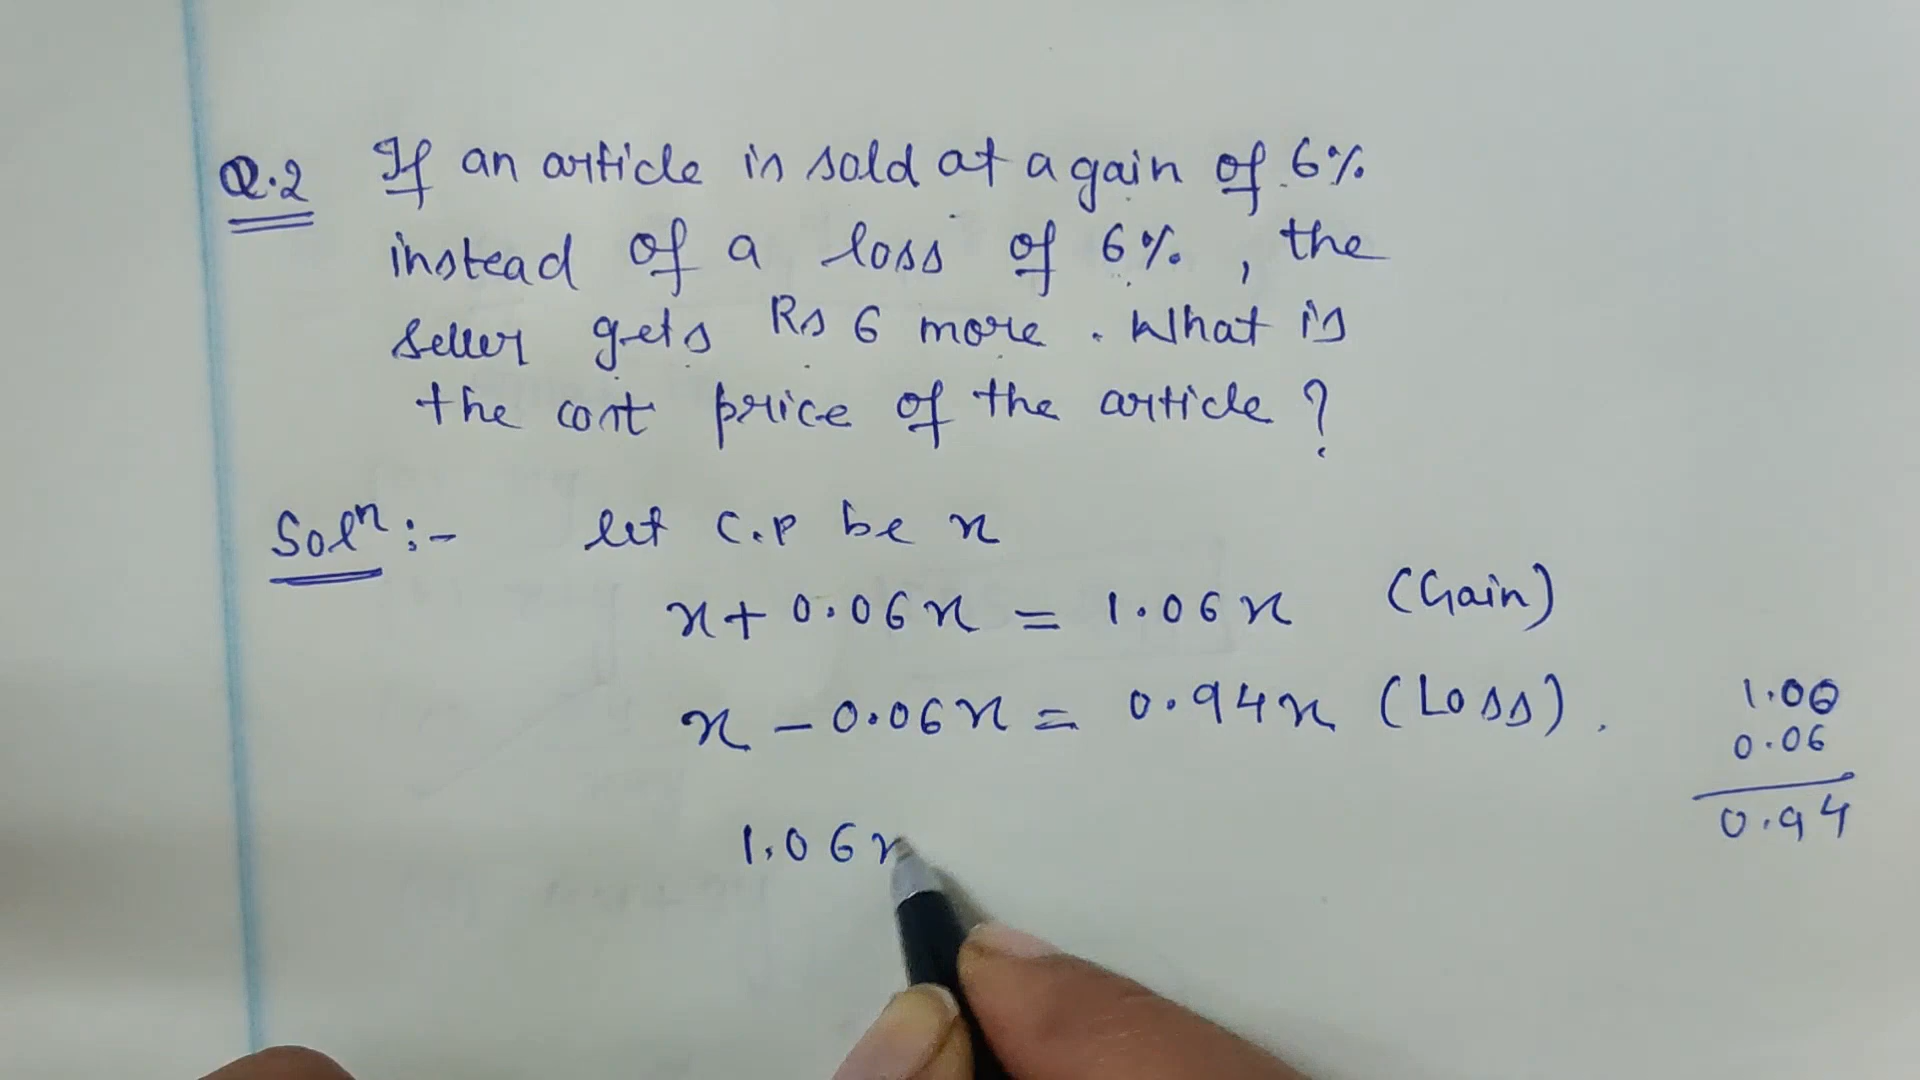 Q.2 If an article is sold at a gain of 6%
instead of a loss of 6%, the
seller gets Rs 6 more. What is
the cost price of the article?
Solⁿ:- let C.P be x
x + 0.06x = 1.06x (Gain)
x - 0.06x = 0.94x (Loss).
1.00
0.06
0.94
1.06x